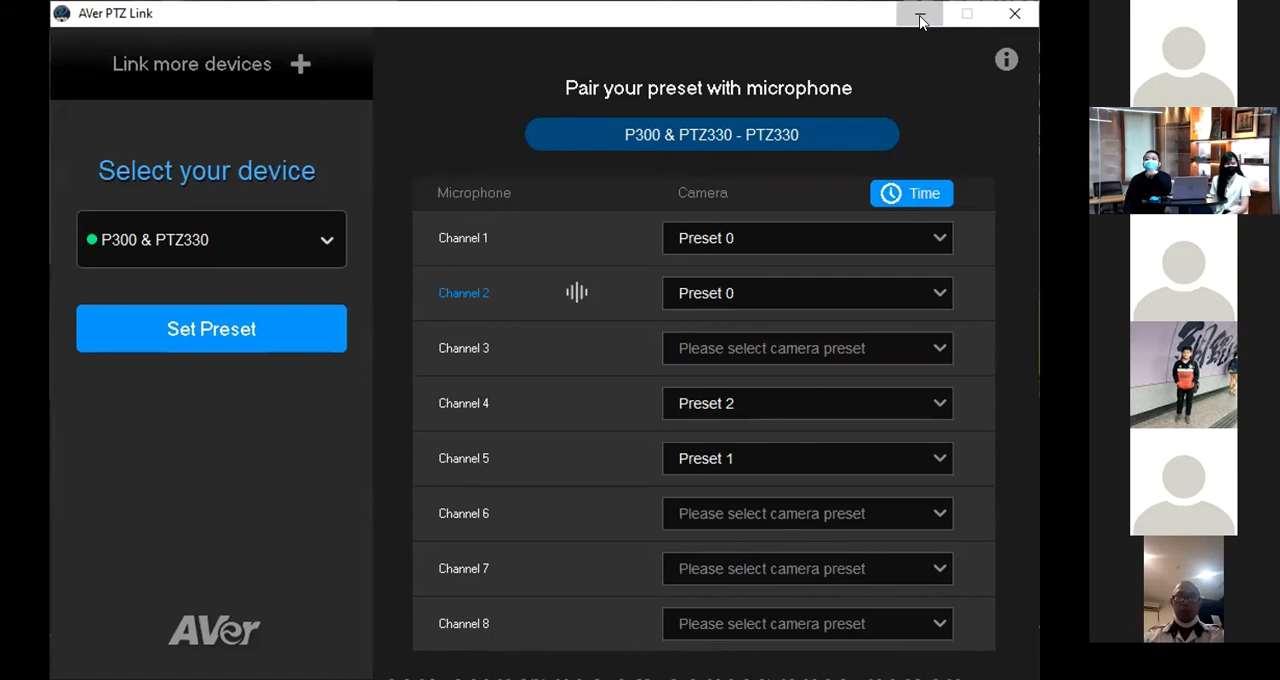 AVer PTZ Link
Link more devices +
Select your device
P300 & PTZ330
Set Preset
AVer
Pair your preset with microphone
P300 & PTZ330 - PTZ330
Microphone Camera Time
Channel 1 Preset 0
Channel 2 Preset 0
Channel 3 Please select camera preset
Channel 4 Preset 2
Channel 5 Preset 1
Channel 6 Please select camera preset
Channel 7 Please select camera preset
Channel 8 Please select camera preset